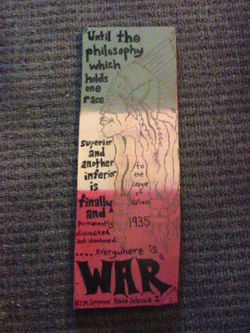 "Until the
philosophy
which
holds
one
race
superior
and
another
inferior
is
finally
and
permanently
discredited
and abandoned
to
the
League
of
Nations
1935
....everywhere is
WAR
H.I.M. Emperor Haile Selassie I